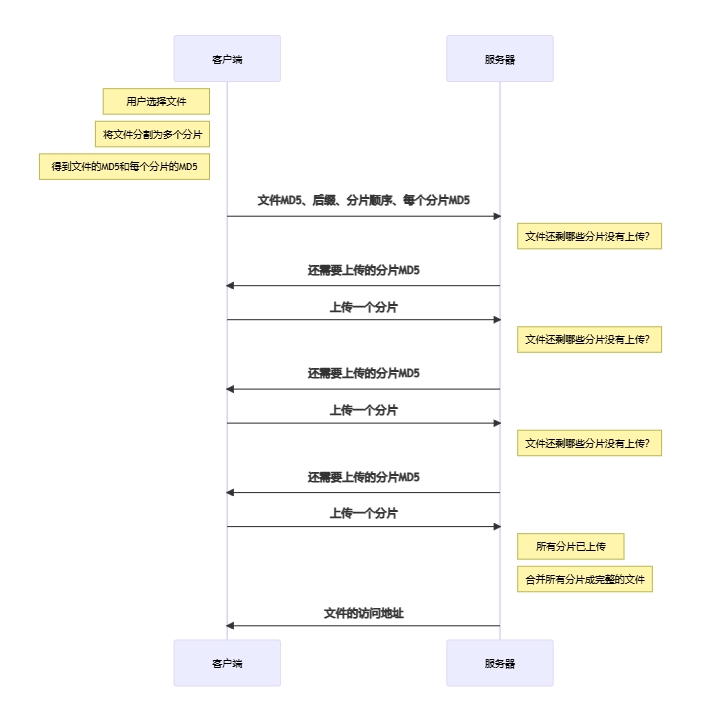 客户端
服务器
用户选择文件
将文件分割为多个分片
得到文件的MD5和每个分片的MD5
文件MD5、后缀、分片顺序、每个分片MD5
文件还剩哪些分片没有上传?
还需要上传的分片MD5
上传一个分片
文件还剩哪些分片没有上传?
还需要上传的分片MD5
上传一个分片
文件还剩哪些分片没有上传?
还需要上传的分片MD5
上传一个分片
所有分片已上传
合并所有分片成完整的文件
文件的访问地址
客户端
服务器